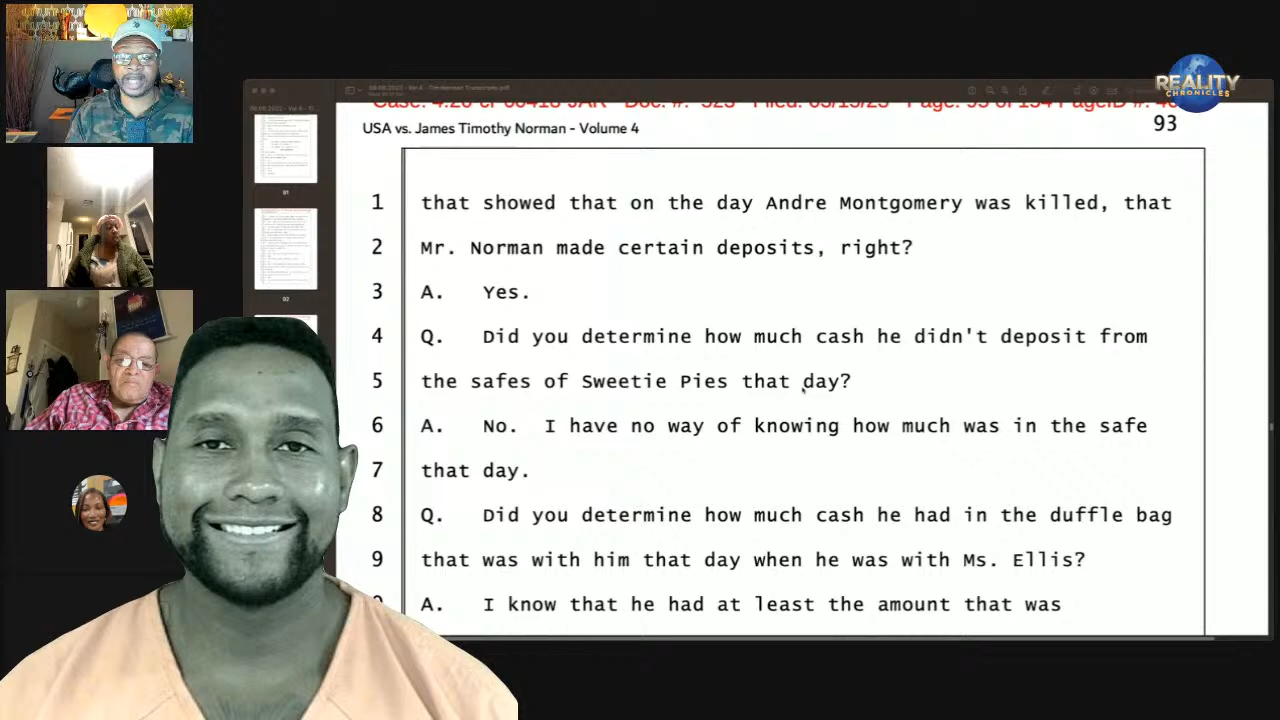 REALITY
CHRONICLES
USA vs. James Timothy Norman - Volume 4
93
1 that showed that on the day Andre Montgomery was killed, that
2 Mr. Norman made certain deposits, right?
3 A. Yes.
4 Q. Did you determine how much cash he didn't deposit from
5 the safes of Sweetie Pies that day?
6 A. No. I have no way of knowing how much was in the safe
7 that day.
8 Q. Did you determine how much cash he had in the duffle bag
9 that was with him that day when he was with Ms. Ellis?
A. I know that he had at least the amount that was
91
92